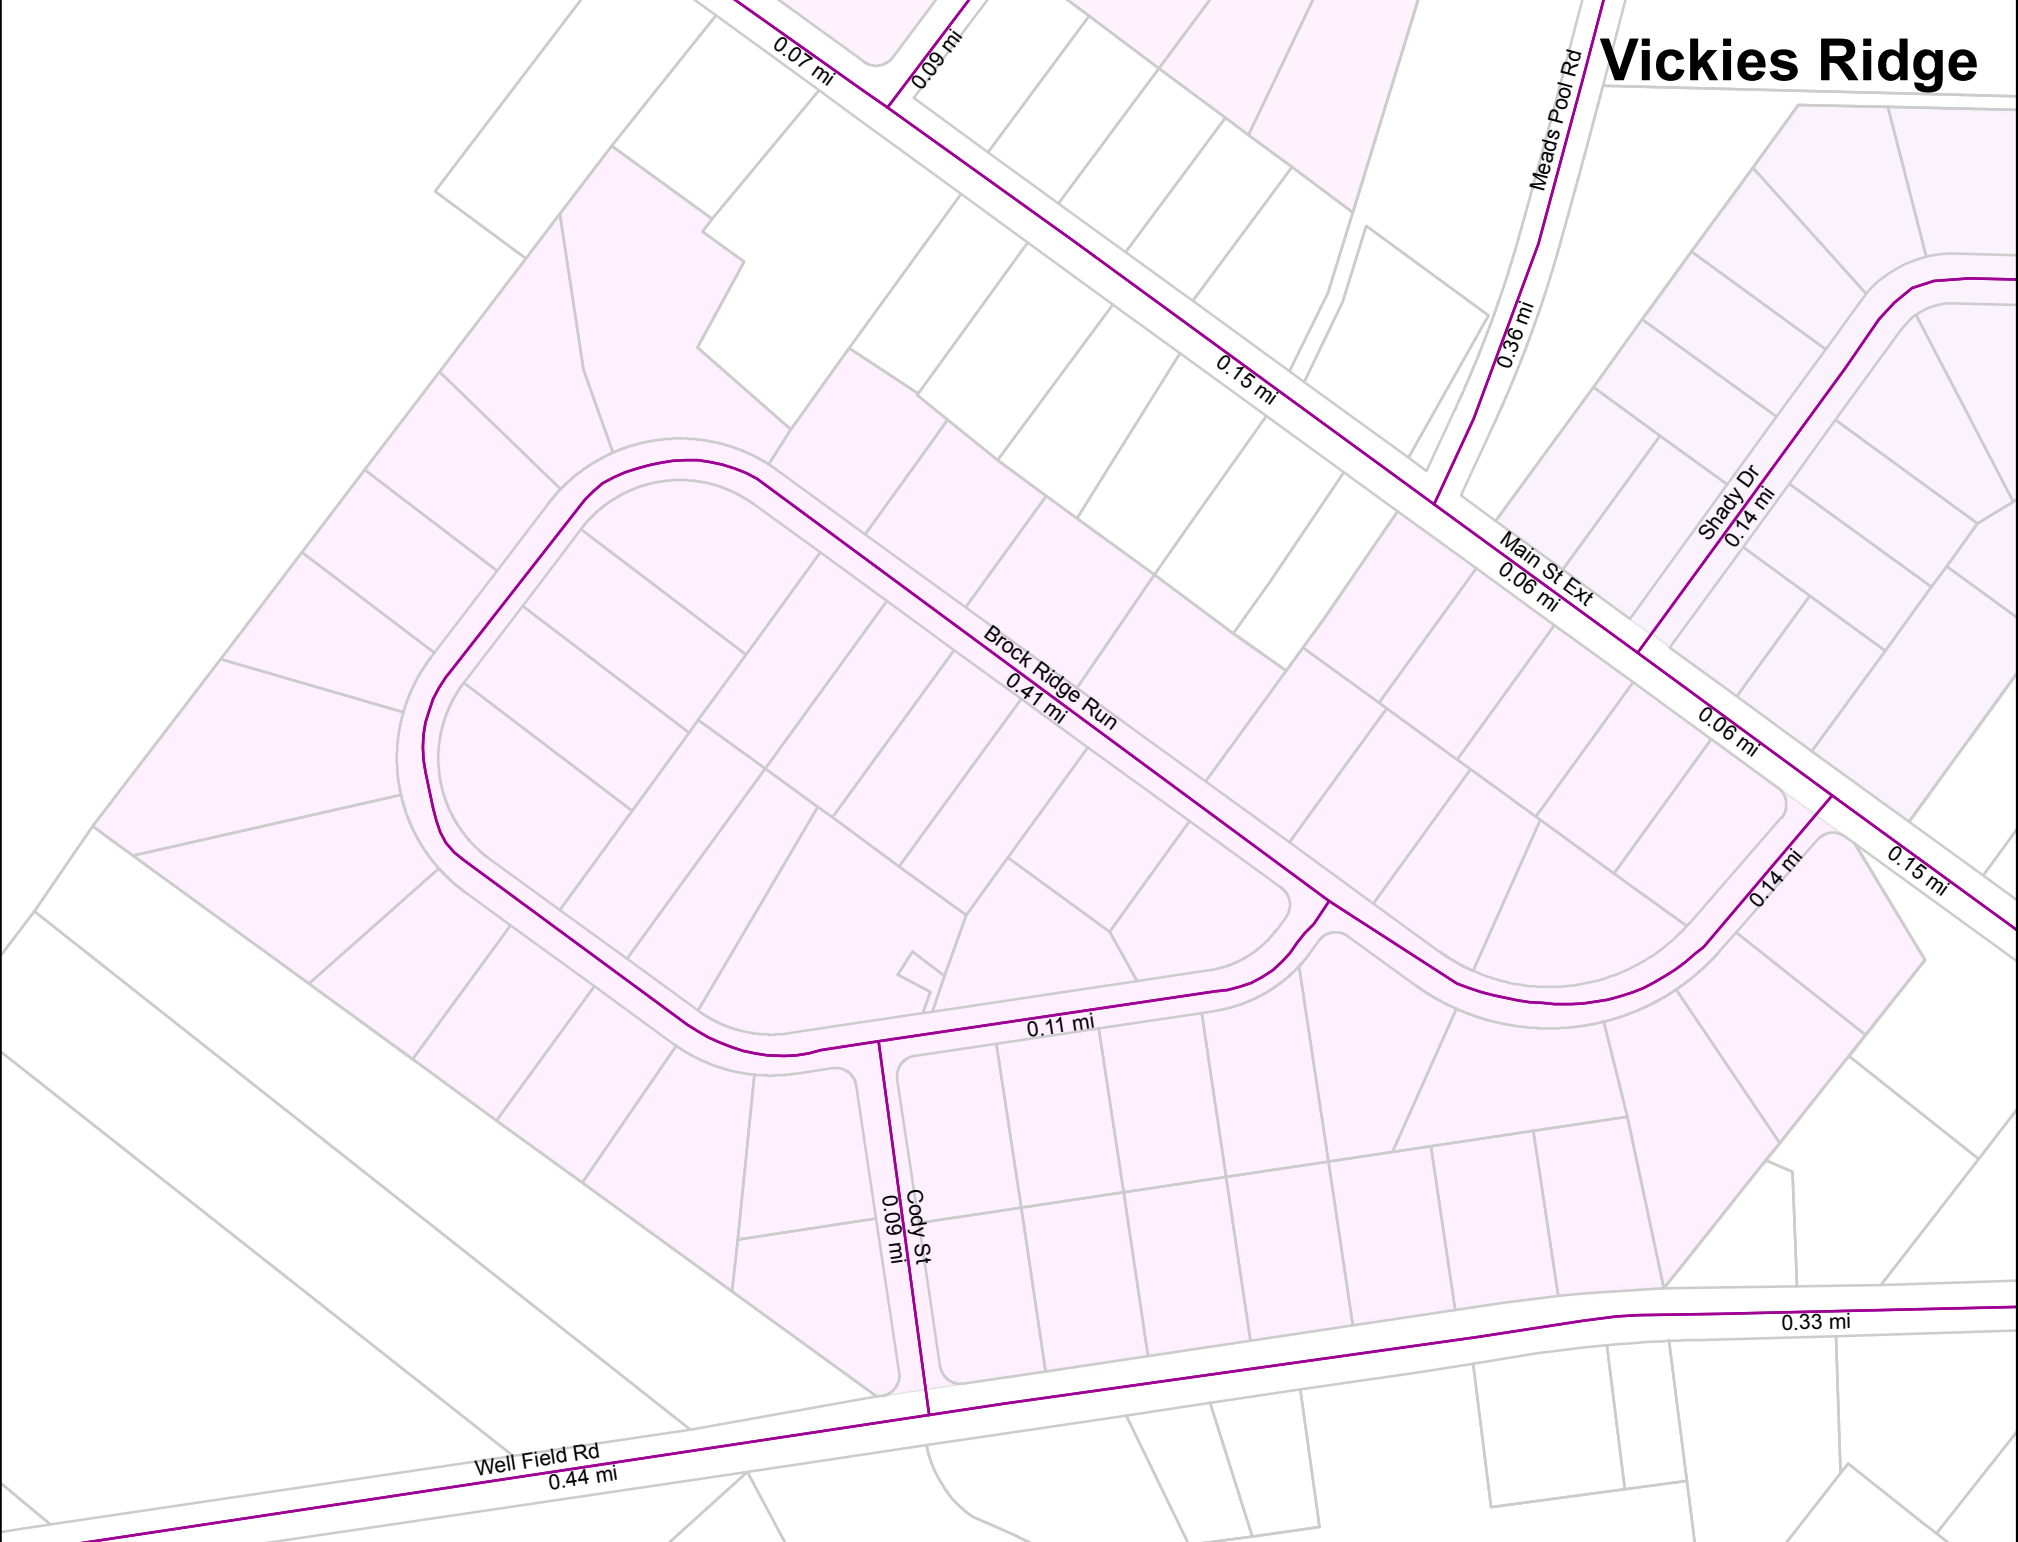 Vickies Ridge
0.07 mi
0.09 mi
Meads Pool Rd
0.36 mi
0.15 mi
Shady Dr
0.14 mi
Main St Ext
0.06 mi
Brock Ridge Run
0.41 mi
0.06 mi
0.14 mi
0.15 mi
0.11 mi
Cody St
0.09 mi
0.33 mi
Well Field Rd
0.44 mi